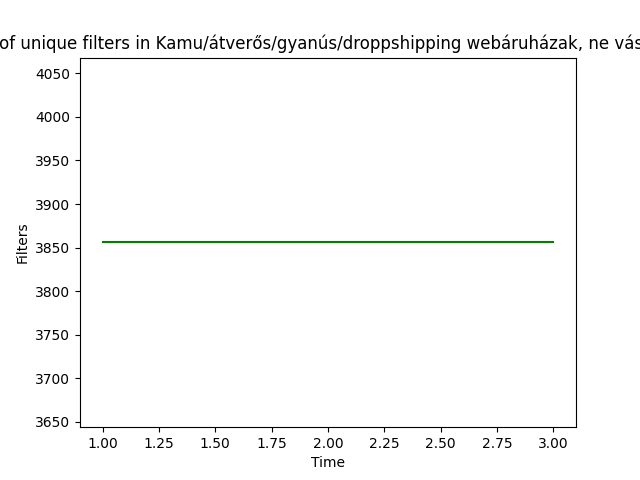 of unique filters in Kamu/átverős/gyanús/droppshipping webáruházak, ne vás
4050
4000
3950
3900
3850
3800
3750
3700
3650
Filters
1.00 1.25 1.50 1.75 2.00 2.25 2.50 2.75 3.00
Time